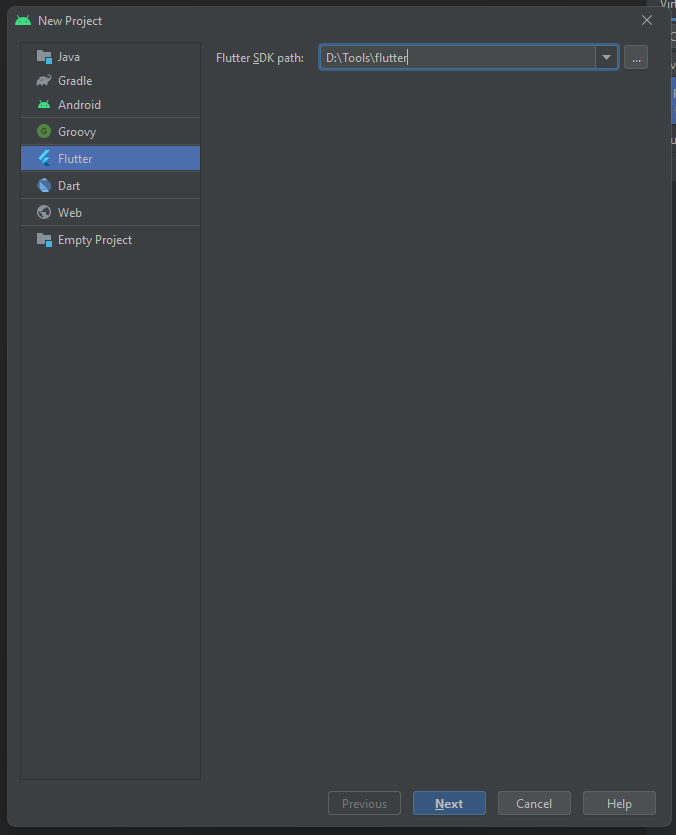 New Project
Java
Gradle
Android
Groovy
Flutter
Dart
Web
Empty Project
Flutter SDK path:
D:\Tools\flutter
...
Previous
Next
Cancel
Help